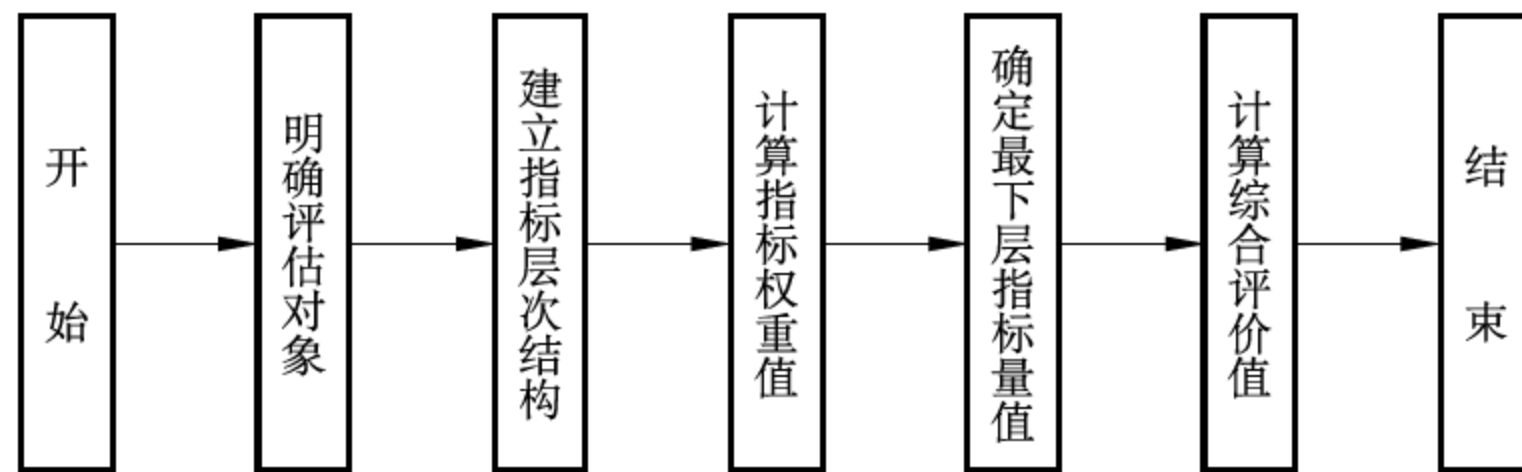 开始
明确评估对象
建立指标层次结构
计算指标权重值
确定最下层指标量值
计算综合评价值
结束